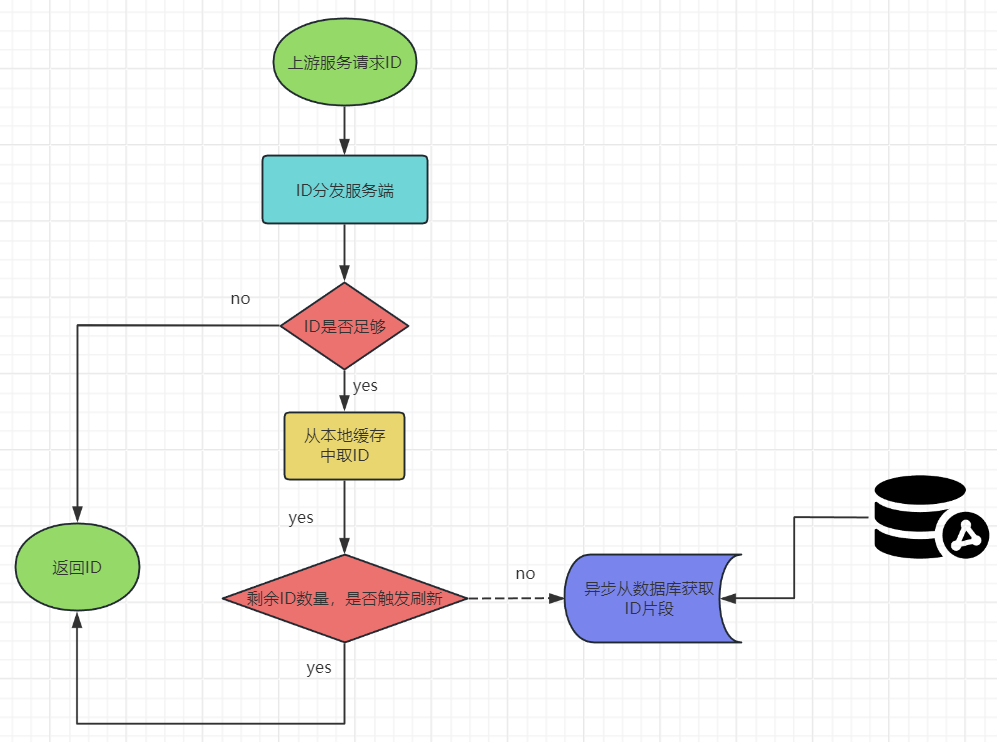 上游服务请求ID
ID分发服务端
no
ID是否足够
yes
从本地缓存
中取ID
yes
返回ID
剩余ID数量，是否触发刷新
no
异步从数据库获取
ID片段
yes